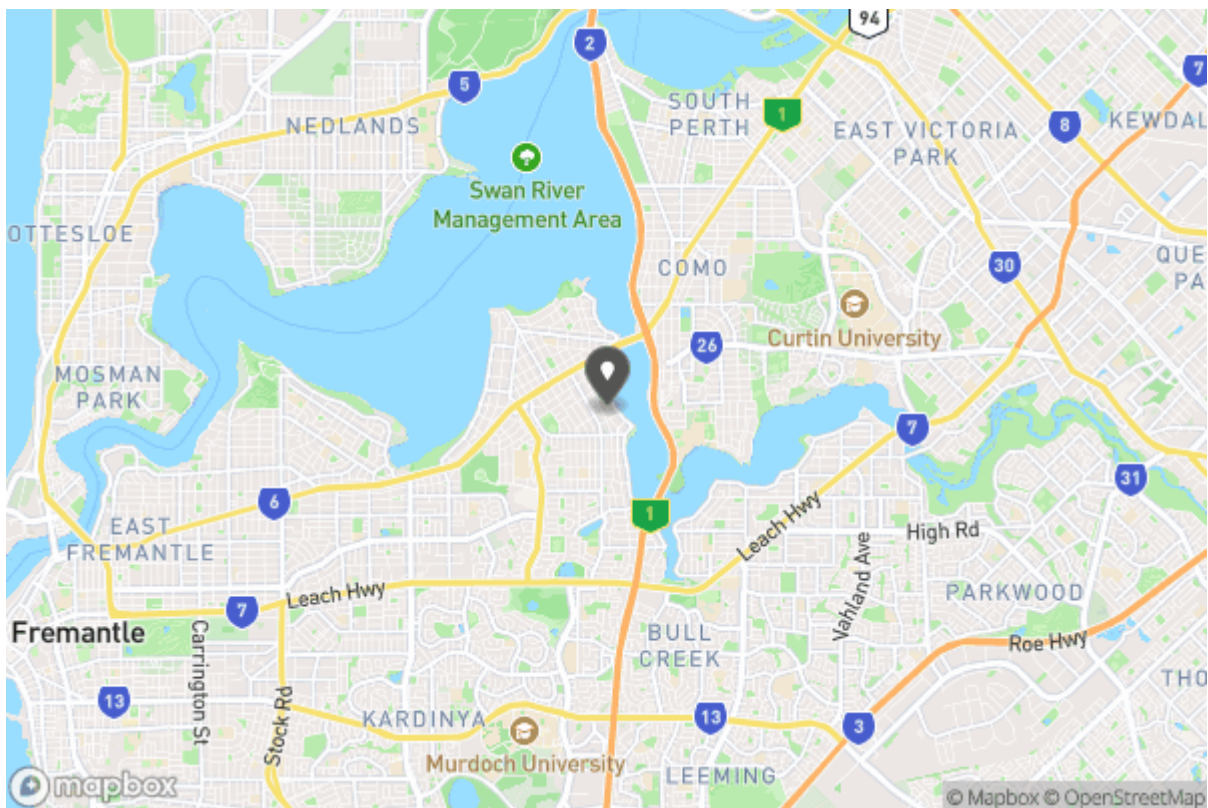 94
2
5
7
SOUTH
PERTH
1
NEDLANDS
EAST VICTORIA
PARK
8
KEWDAL
Swan River
Management Area
OTTESLOE
COMO
30
QUE
PA
Curtin University
26
MOSMAN
PARK
7
31
6
1
Leach Hwy
High Rd
EAST
FREMANTLE
Leach Hwy
7
Vahland Ave
PARKWOOD
Fremantle
Carrington St
BULL
CREEK
Roe Hwy
THO
13
Stock Rd
KARDINYA
13
3
Murdoch University
LEEMING
mapbox
© Mapbox © OpenStreetMap